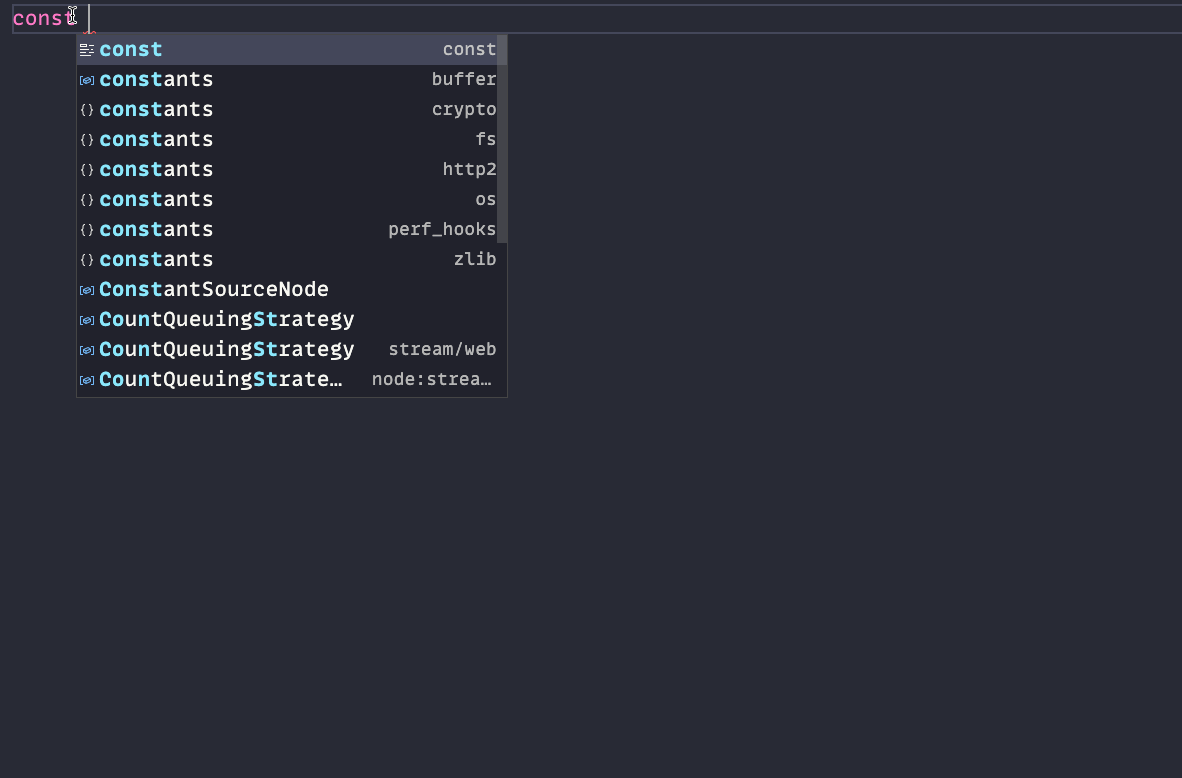 const
const const
constants buffer
constants crypto
constants fs
constants http2
constants os
constants perf_hooks
constants zlib
ConstantSourceNode
CountQueuingStrategy
CountQueuingStrategy stream/web
CountQueuingStrate… node:strea…